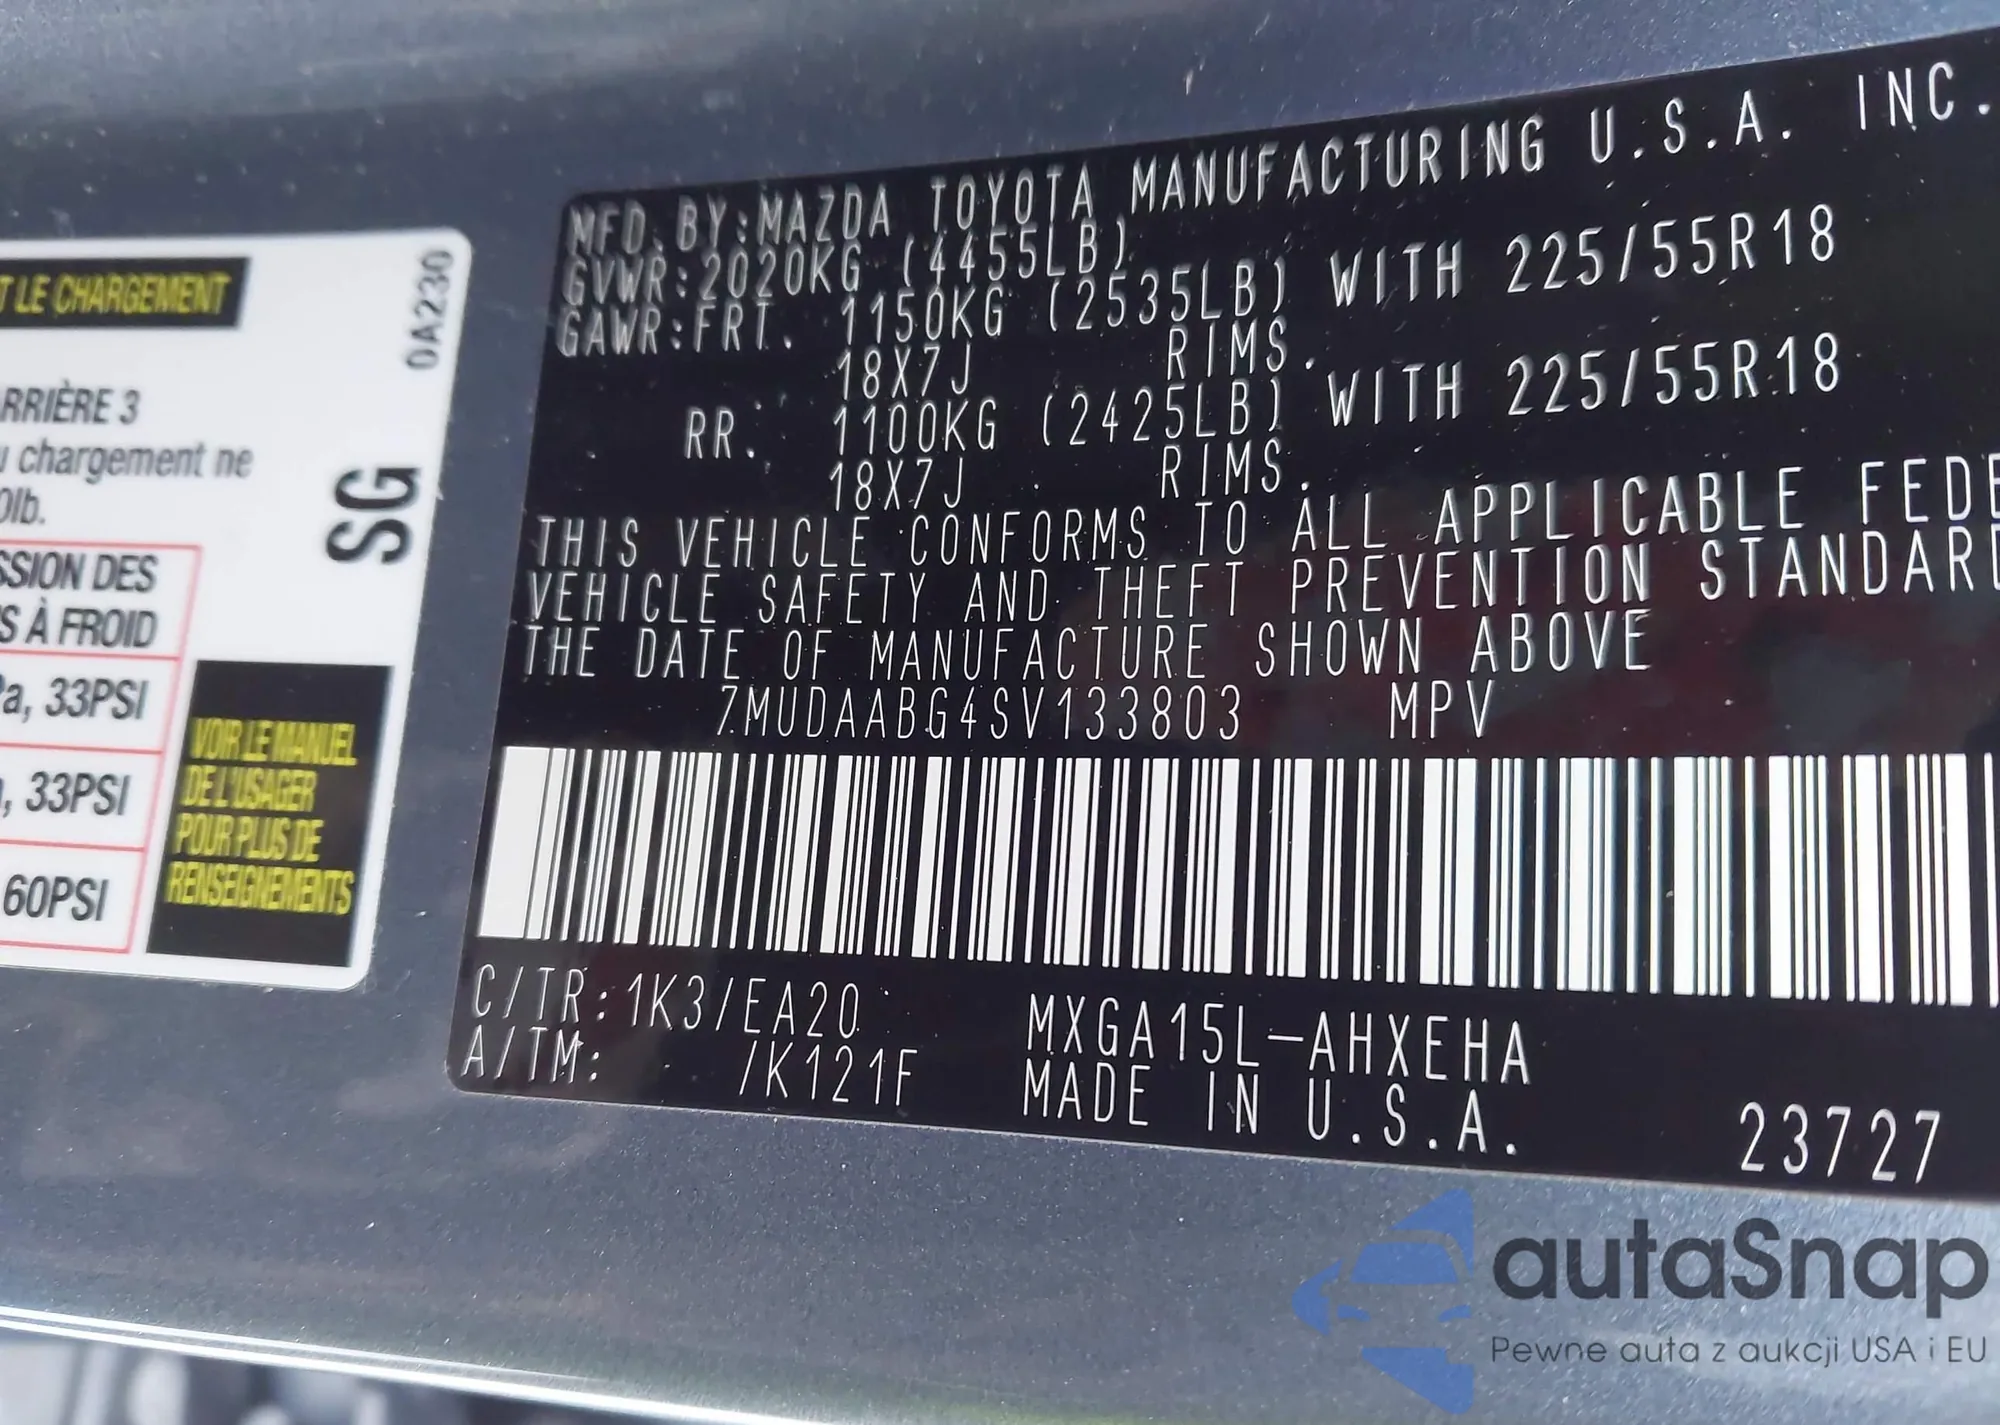 T LE CHARGEMENT
0A230
RRIÈRE 3
u chargement ne
0lb.
SG
SSION DES
S À FROID
a, 33PSI
, 33PSI
60PSI
VOIR LE MANUEL
DE L'USAGER
POUR PLUS DE
RENSEIGNEMENTS
MFD. BY:MAZDA TOYOTA MANUFACTURING U.S.A. INC.
GVWR:2020KG (4455LB)
GAWR:FRT. 1150KG (2535LB) WITH 225/55R18
18X7J RIMS.
RR. 1100KG (2425LB) WITH 225/55R18
18X7J RIMS.
THIS VEHICLE CONFORMS TO ALL APPLICABLE FEDE
VEHICLE SAFETY AND THEFT PREVENTION STANDARD
THE DATE OF MANUFACTURE SHOWN ABOVE
7MUDAABG4SV133803 MPV
C/TR:1K3/EA20 MXGA15L-AHXEHA
A/TM: /K121F MADE IN U.S.A.
23727
autaSnap
Pewne auta z aukcji USA i EU